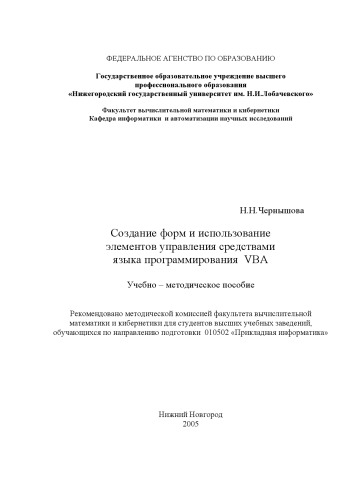 ФЕДЕРАЛЬНОЕ АГЕНСТВО ПО ОБРАЗОВАНИЮ
Государственное образовательное учреждение высшего
профессионального образования
«Нижегородский государственный университет им. Н.И.Лобачевского»
Факультет вычислительной математики и кибернетики
Кафедра информатики и автоматизации научных исследований
Н.Н.Чернышова
Создание форм и использование
элементов управления средствами
языка программирования VBA
Учебно – методическое пособие
Рекомендовано методической комиссией факультета вычислительной
математики и кибернетики для студентов высших учебных заведений,
обучающихся по направлению подготовки 010502 «Прикладная информатика»
Нижний Новгород
2005